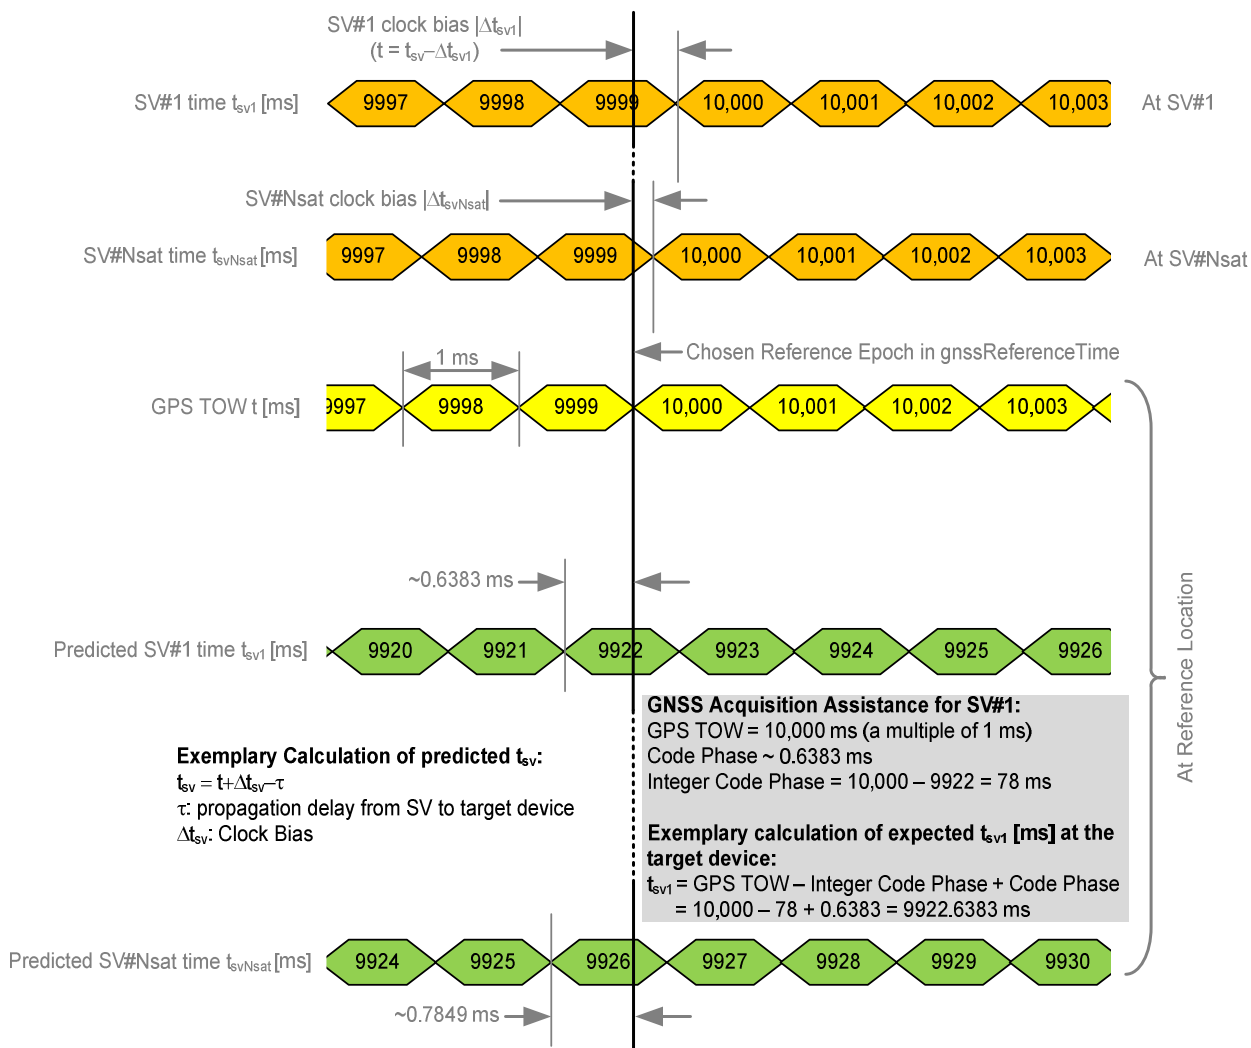 SV#1 clock bias |Δtsv1|
(t = tsv–Δtsv1)
SV#1 time tsv1 [ms]
9997 9998 9999 10,000 10,001 10,002 10,003
At SV#1
SV#Nsat clock bias |ΔtsvNsat|
SV#Nsat time tsvNsat [ms]
9997 9998 9999 10,000 10,001 10,002 10,003
At SV#Nsat
Chosen Reference Epoch in gnssReferenceTime
1 ms
GPS TOW t [ms]
9997 9998 9999 10,000 10,001 10,002 10,003
~0.6383 ms
Predicted SV#1 time tsv1 [ms]
9920 9921 9922 9923 9924 9925 9926
At Reference Location
GNSS Acquisition Assistance for SV#1:
GPS TOW = 10,000 ms (a multiple of 1 ms)
Code Phase ~ 0.6383 ms
Integer Code Phase = 10,000 – 9922 = 78 ms
Exemplary calculation of expected tsv1 [ms] at the
target device:
tsv1 = GPS TOW – Integer Code Phase + Code Phase
= 10,000 – 78 + 0.6383 = 9922.6383 ms
Exemplary Calculation of predicted tsv:
tsv = t+Δtsv–τ
τ: propagation delay from SV to target device
Δtsv: Clock Bias
Predicted SV#Nsat time tsvNsat [ms]
9924 9925 9926 9927 9928 9929 9930
~0.7849 ms